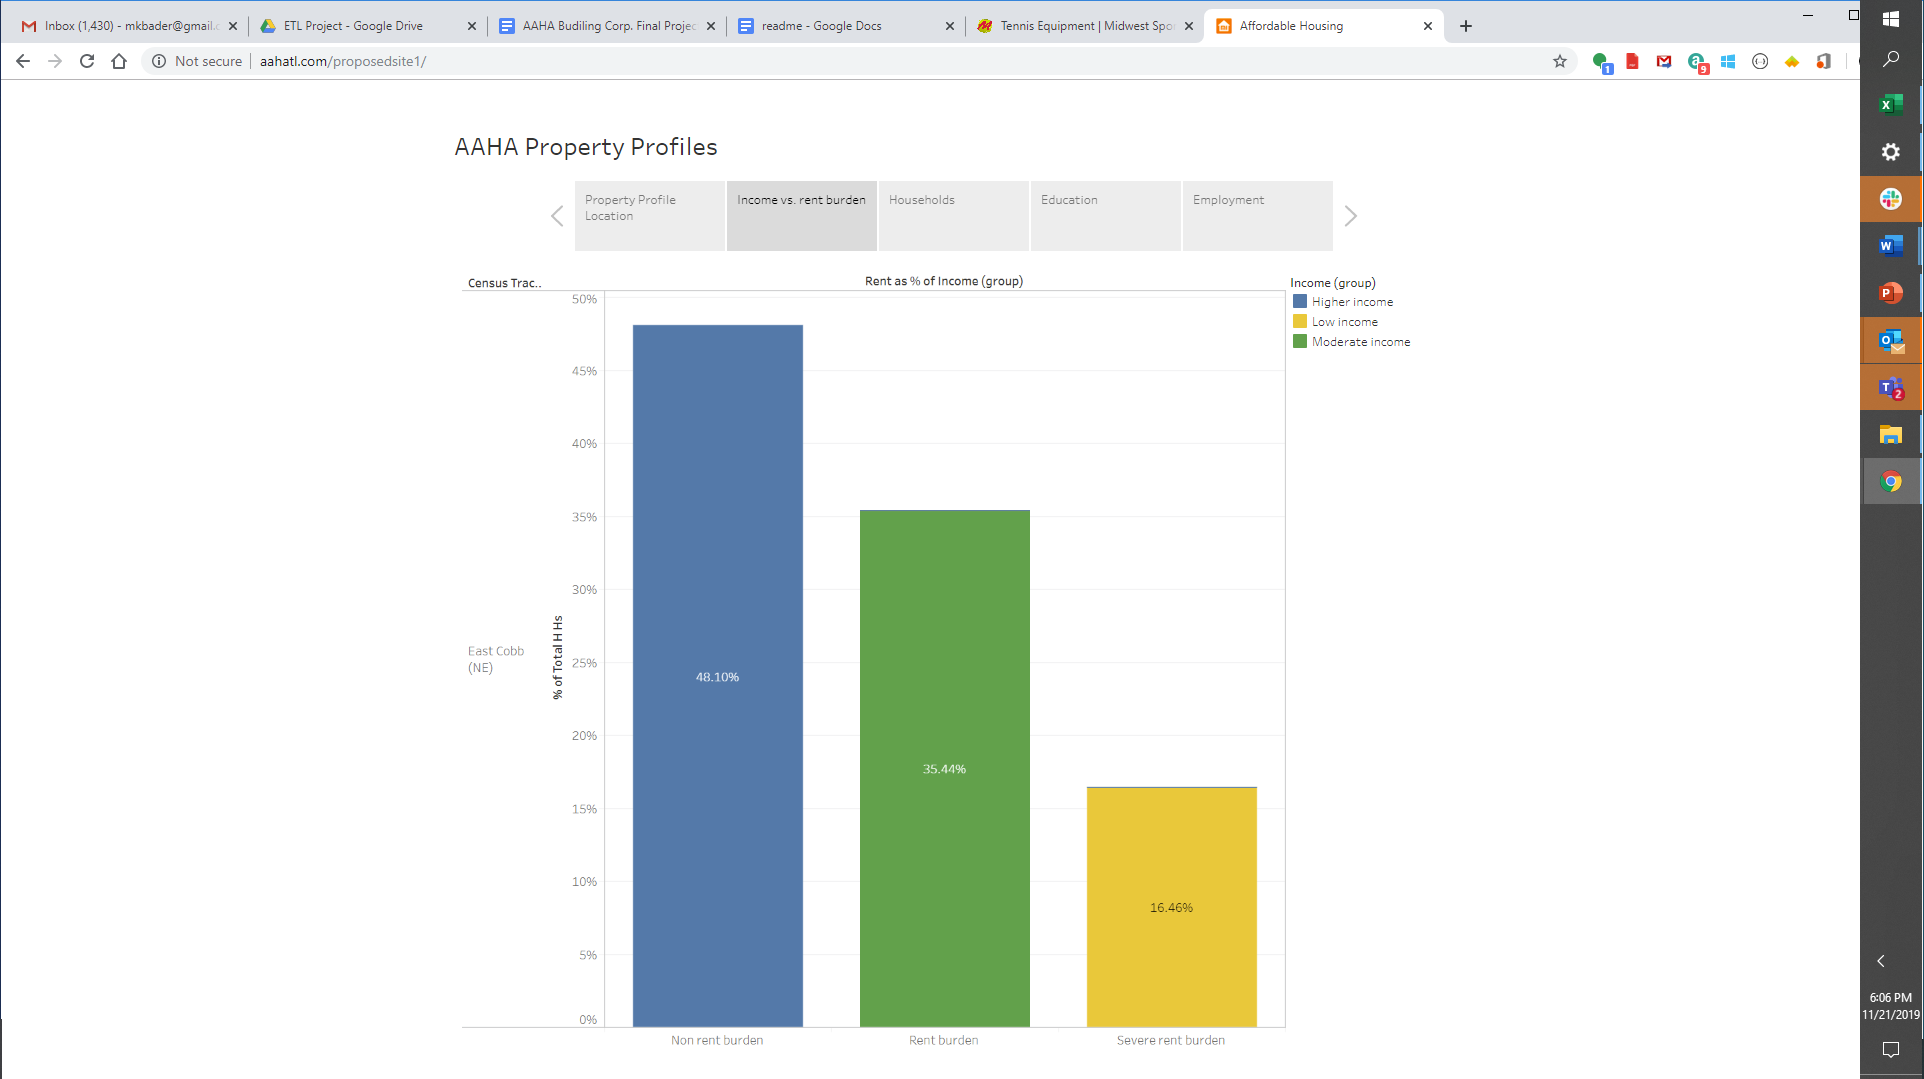 Inbox (1,430) - mkbader@gmail.c
ETL Project - Google Drive
AAHA Budiling Corp. Final Projec
readme - Google Docs
Tennis Equipment | Midwest Spo
Affordable Housing
Not secure
aahatl.com/proposedsite1/
1
9
AAHA Property Profiles
Property Profile
Location
Income vs. rent burden
Households
Education
Employment
Census Trac..
Rent as % of Income (group)
Income (group)
Higher income
Low income
Moderate income
50%
45%
40%
35%
30%
25%
20%
15%
10%
5%
0%
% of Total H Hs
East Cobb
(NE)
48.10%
35.44%
16.46%
Non rent burden
Rent burden
Severe rent burden
X
W
P
O
T
2
6:06 PM
11/21/2019